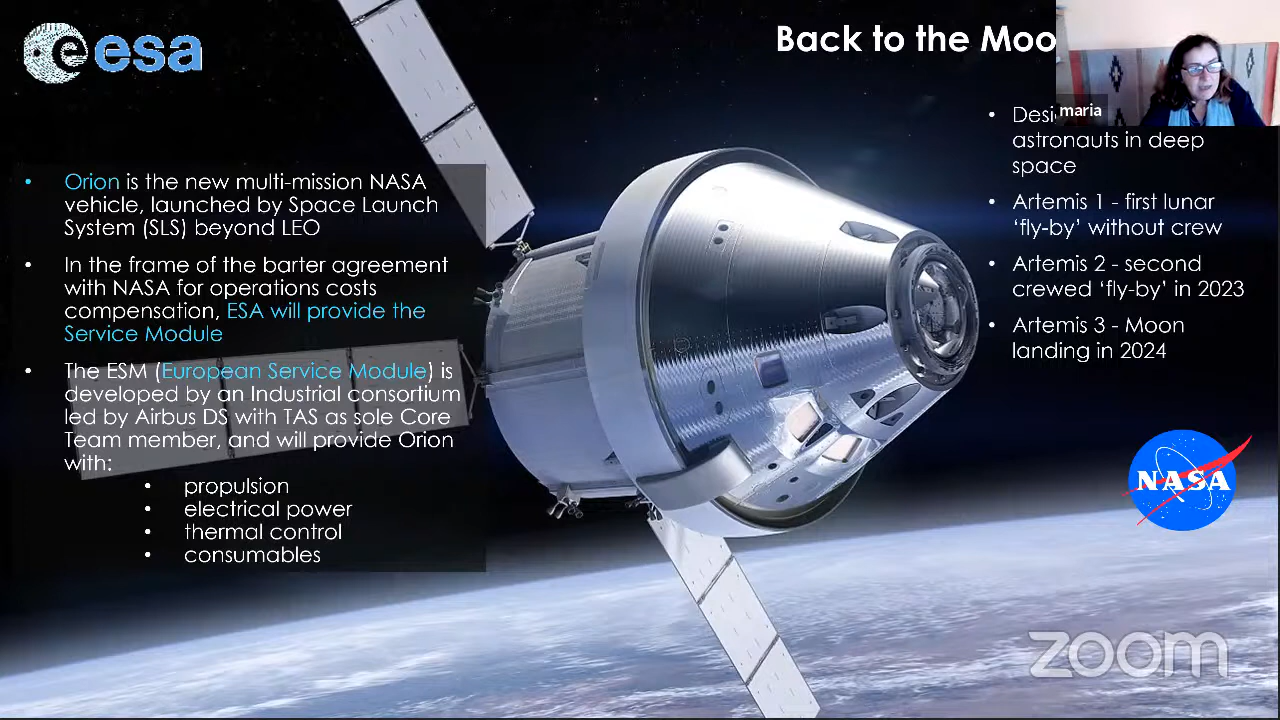 esa
Back to the Moo
maria
Orion is the new multi-mission NASA
vehicle, launched by Space Launch
System (SLS) beyond LEO
In the frame of the barter agreement
with NASA for operations costs
compensation, ESA will provide the
Service Module
The ESM (European Service Module) is
developed by an Industrial consortium
led by Airbus DS with TAS as sole Core
Team member, and will provide Orion
with:
• propulsion
• electrical power
• thermal control
• consumables
• Desi
astronauts in deep
space
• Artemis 1 - first lunar
‘fly-by’ without crew
• Artemis 2 - second
crewed ‘fly-by’ in 2023
• Artemis 3 - Moon
landing in 2024
NASA
zoom